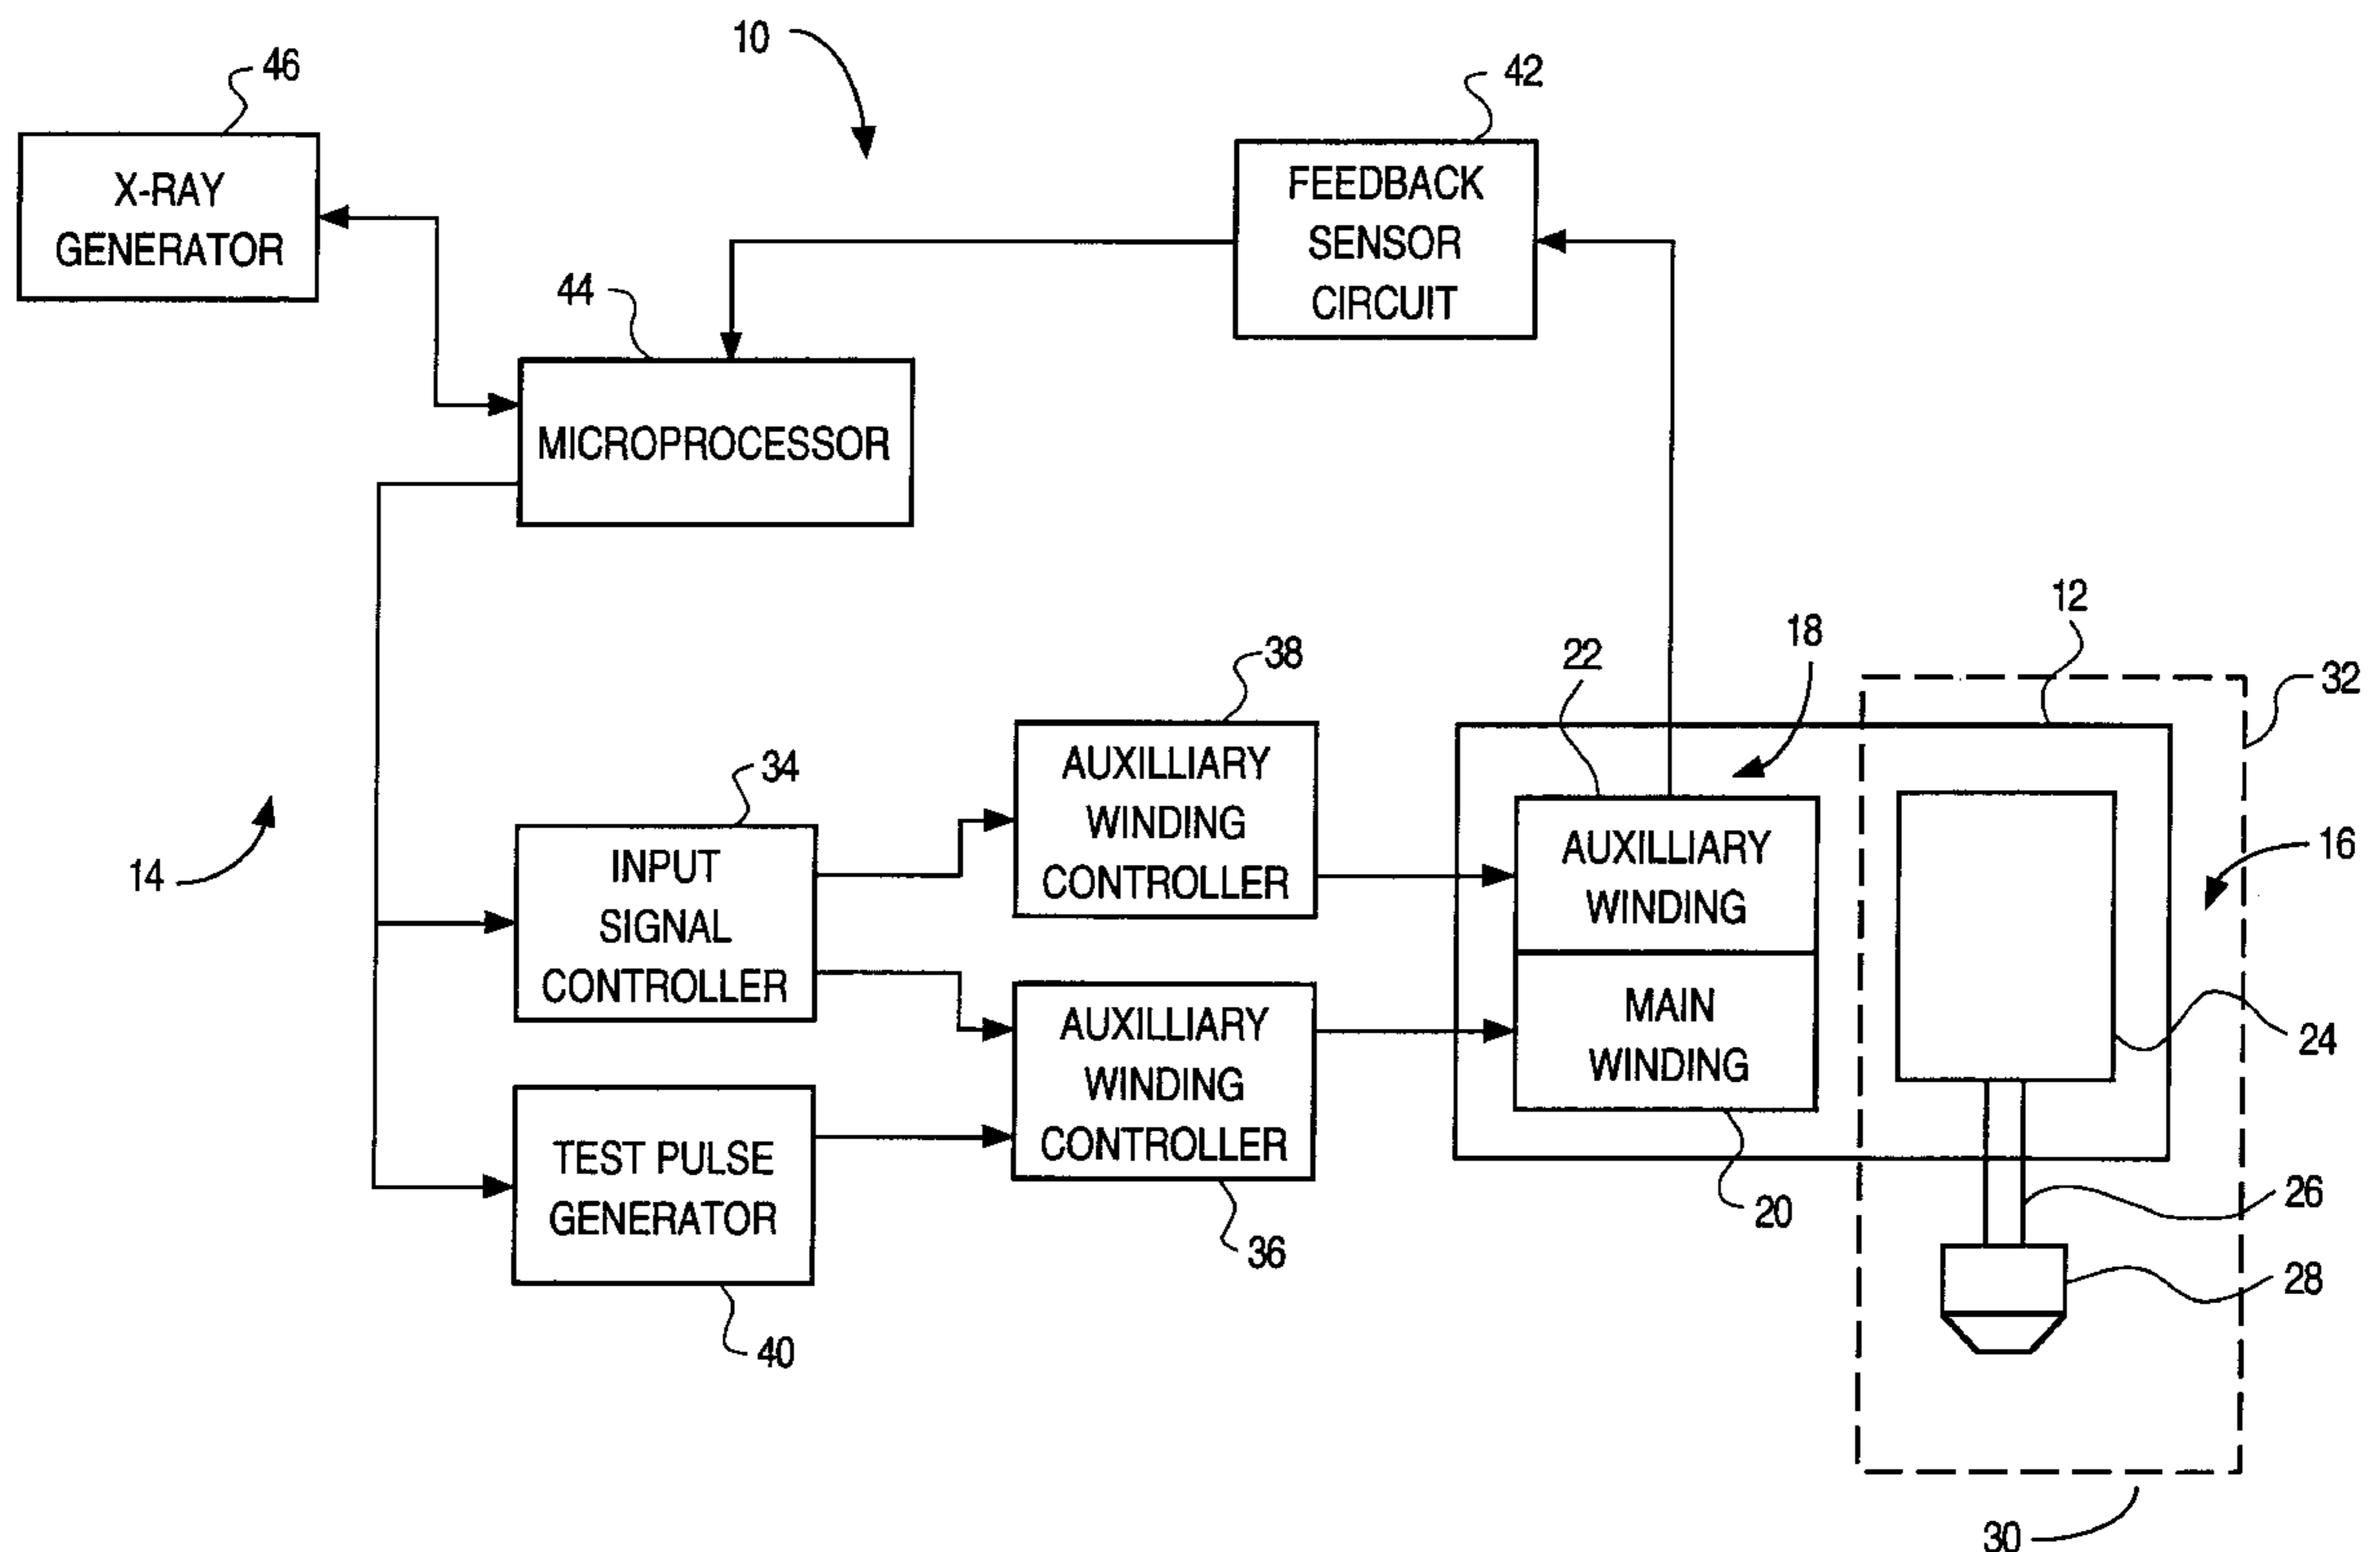 10
46
42
X-RAY
GENERATOR
FEEDBACK
SENSOR
CIRCUIT
44
MICROPROCESSOR
12
18
22
38
32
AUXILLIARY
WINDING
CONTROLLER
34
INPUT
SIGNAL
CONTROLLER
14
AUXILLIARY
WINDING
16
MAIN
WINDING
24
AUXILLIARY
WINDING
CONTROLLER
TEST PULSE
GENERATOR
20
26
36
28
40
30